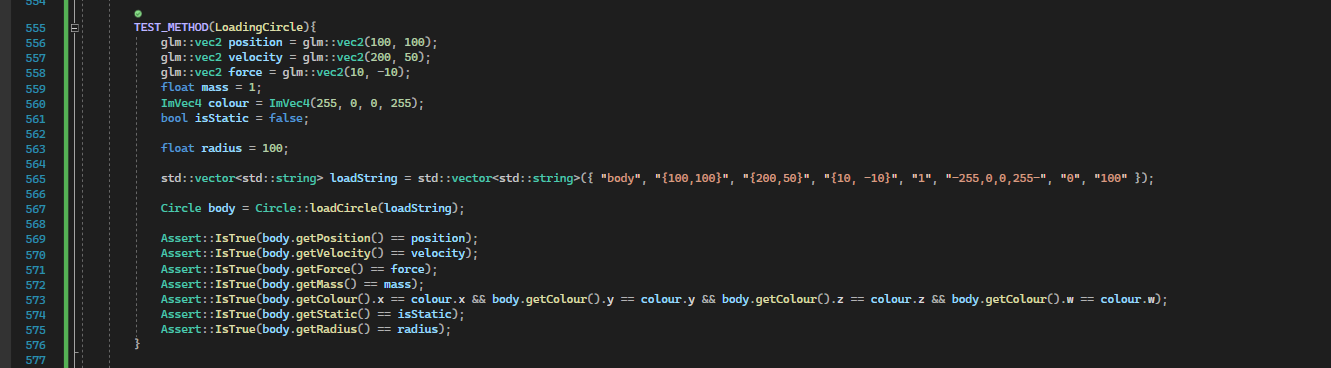 554
555 TEST_METHOD(LoadingCircle){
556 glm::vec2 position = glm::vec2(100, 100);
557 glm::vec2 velocity = glm::vec2(200, 50);
558 glm::vec2 force = glm::vec2(10, -10);
559 float mass = 1;
560 ImVec4 colour = ImVec4(255, 0, 0, 255);
561 bool isStatic = false;
562
563 float radius = 100;
564
565 std::vector<std::string> loadString = std::vector<std::string>({ "body", "{100,100}", "{200,50}", "{10, -10}", "1", "-255,0,0,255-", "0", "100" });
566
567 Circle body = Circle::loadCircle(loadString);
568
569 Assert::IsTrue(body.getPosition() == position);
570 Assert::IsTrue(body.getVelocity() == velocity);
571 Assert::IsTrue(body.getForce() == force);
572 Assert::IsTrue(body.getMass() == mass);
573 Assert::IsTrue(body.getColour().x == colour.x && body.getColour().y == colour.y && body.getColour().z == colour.z && body.getColour().w == colour.w);
574 Assert::IsTrue(body.getStatic() == isStatic);
575 Assert::IsTrue(body.getRadius() == radius);
576 }
577